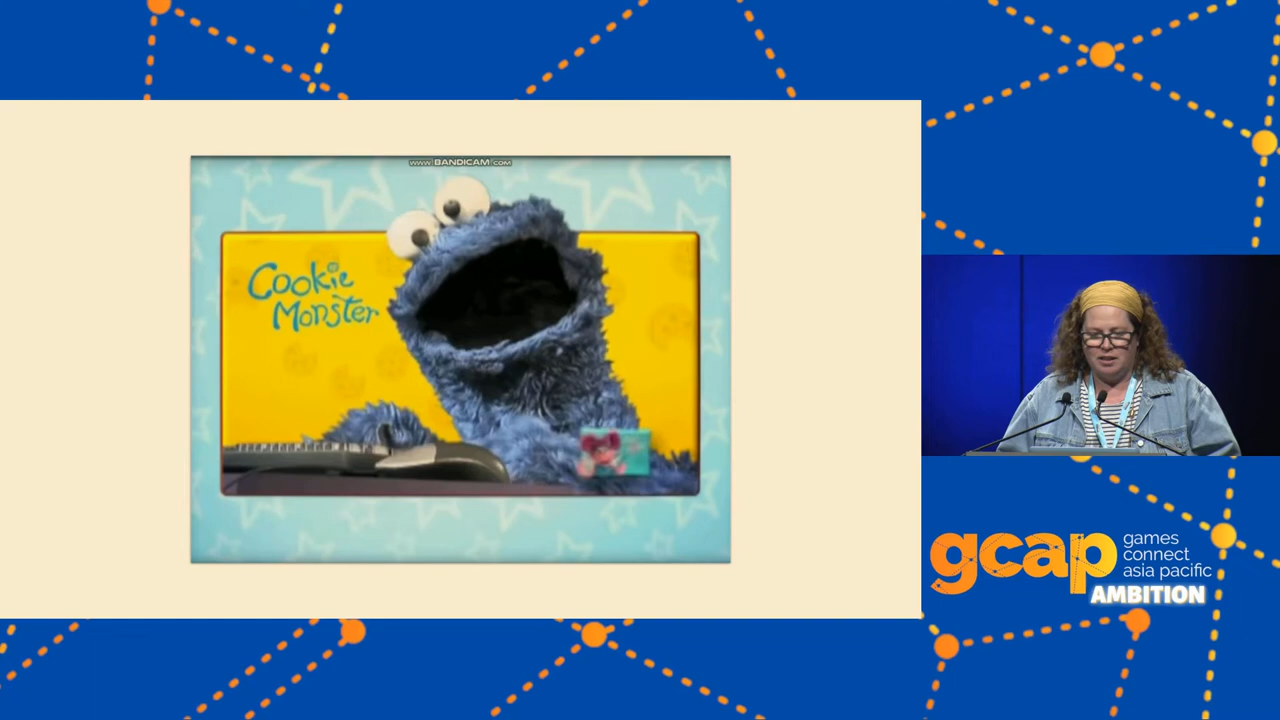 www.BANDICAM.com
Cookie
Monster
gcap
games
connect
asia pacific
AMBITION